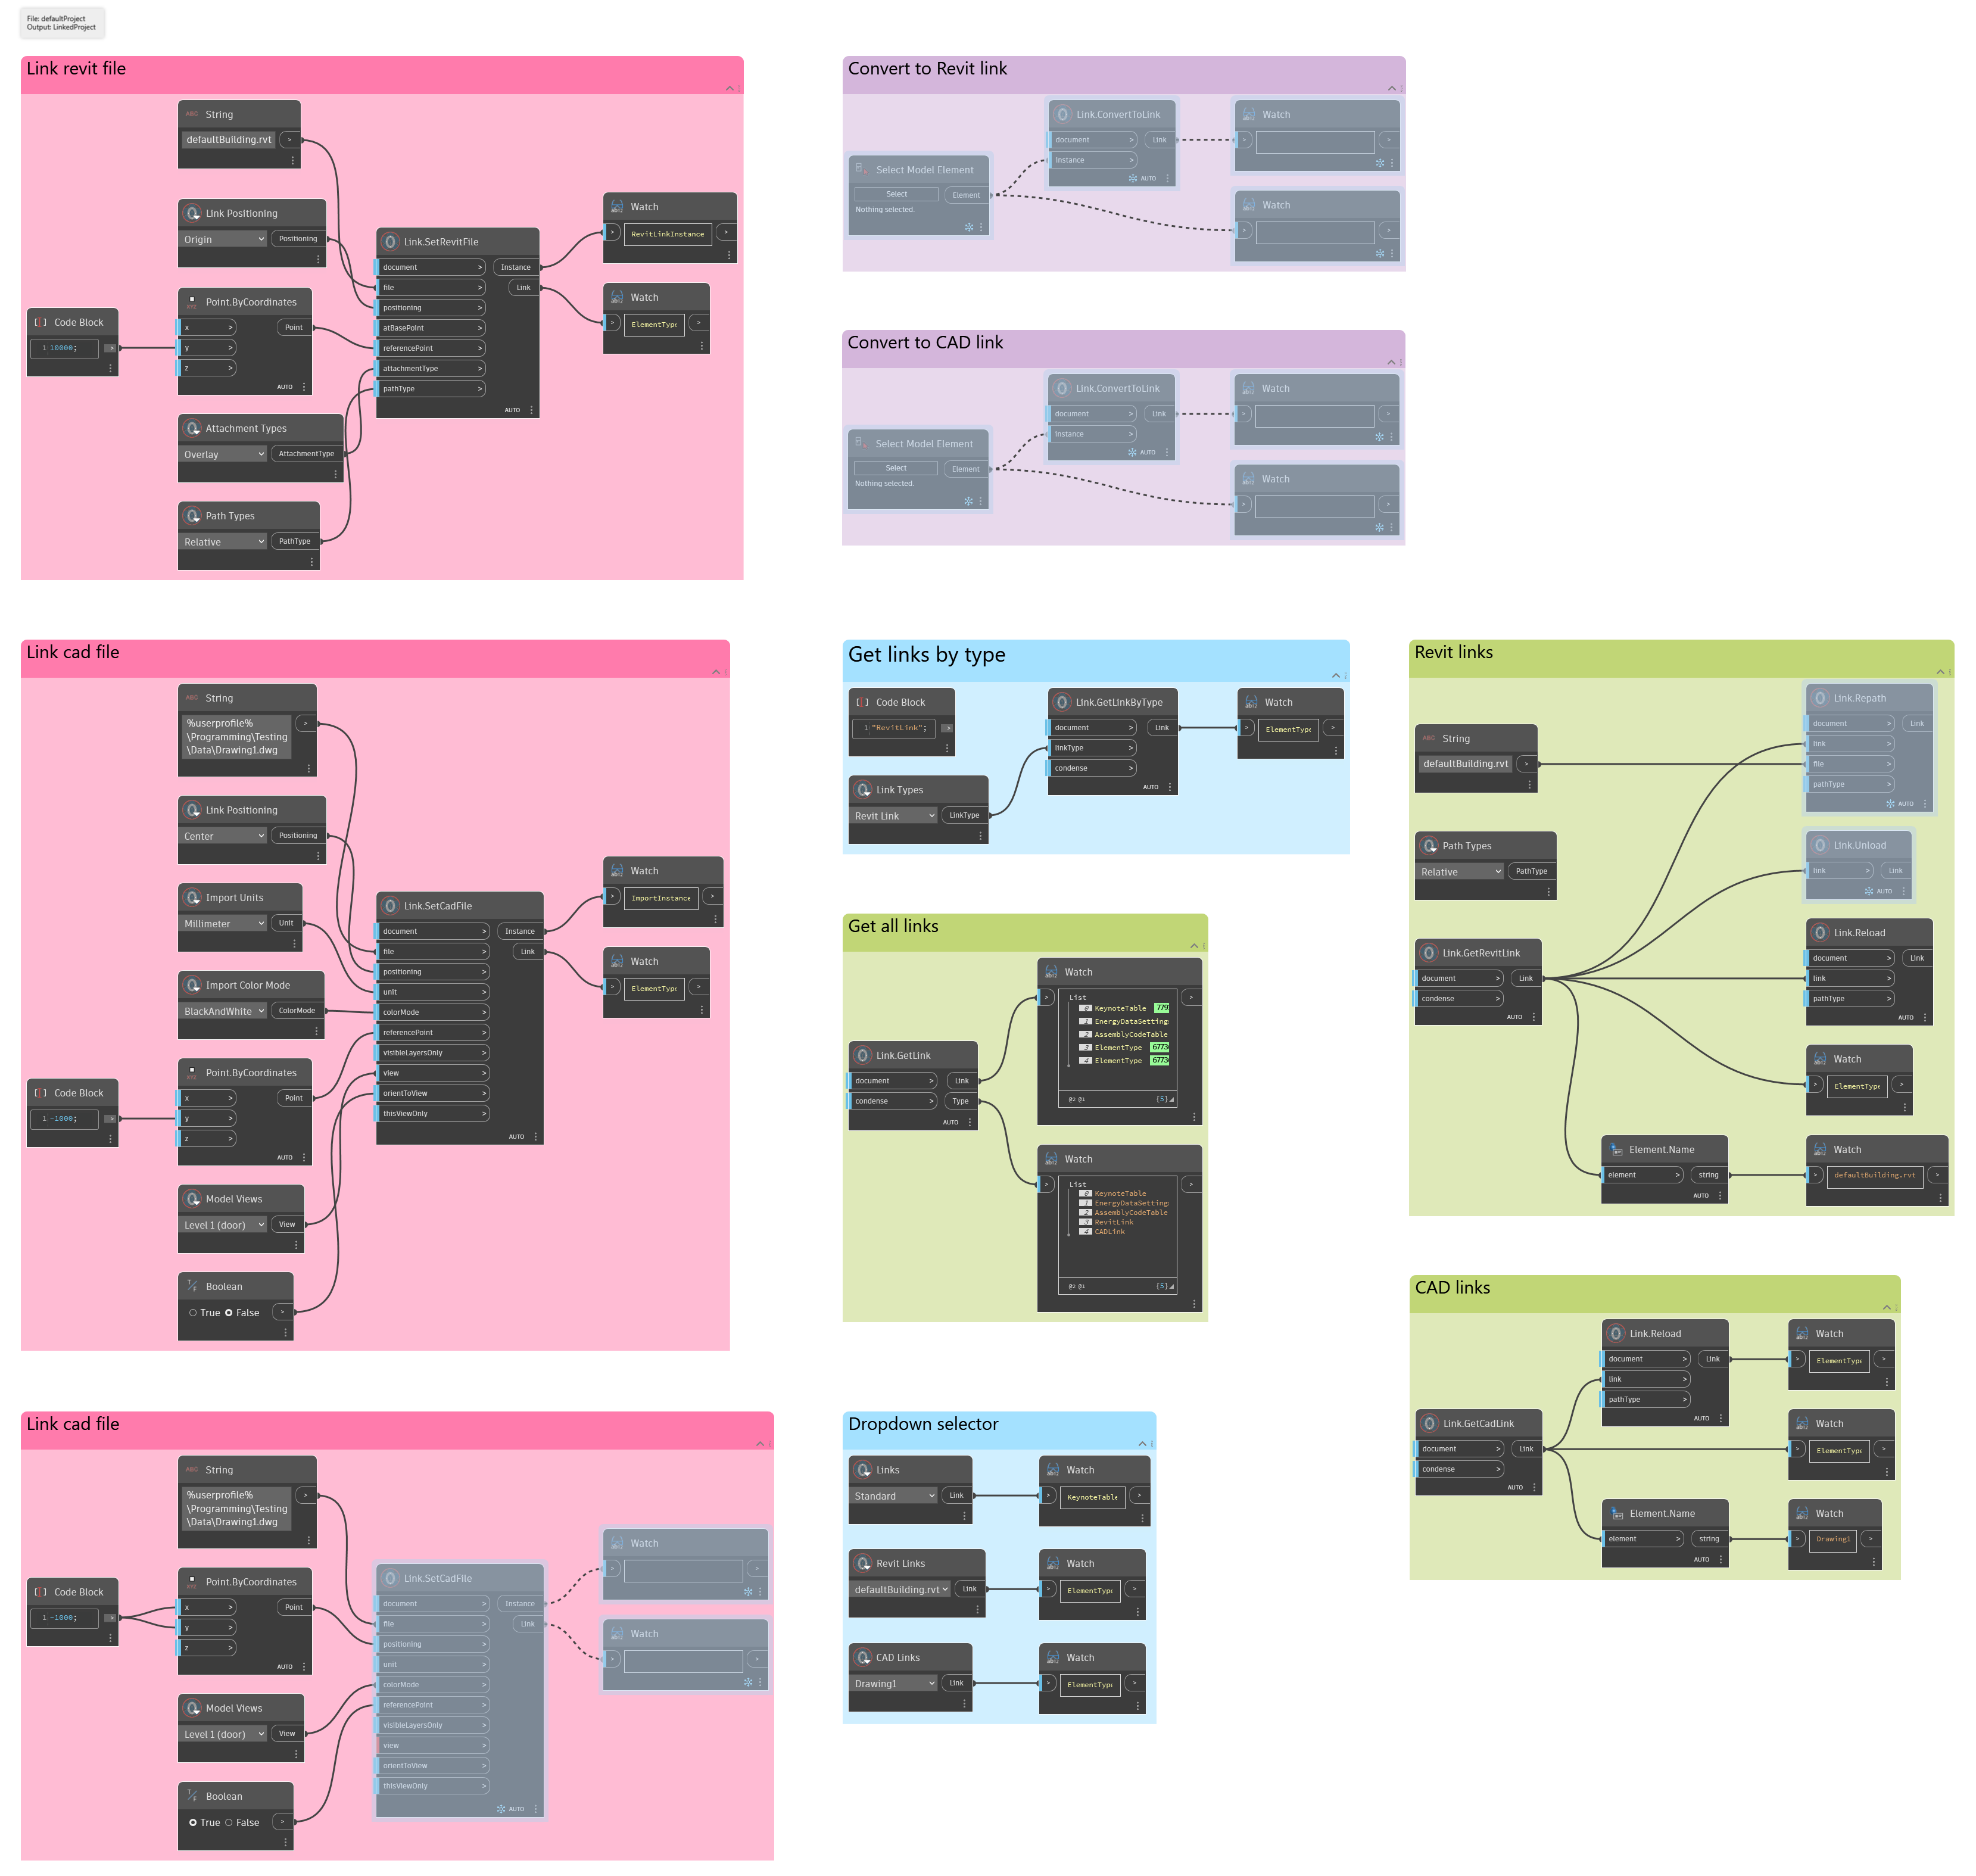 File: defaultProject
Output: LinkedProject
Link revit file
String
defaultBuilding.rvt
>
Link Positioning
Origin
Positioning
Code Block
1 10000;
>
Point.ByCoordinates
x >
y >
z >
Point
AUTO
Attachment Types
Overlay
AttachmentType
Path Types
Relative
PathType
Link.SetRevitFile
document > Instance
file > Link
positioning >
atBasePoint >
referencePoint >
attachmentType >
pathType >
AUTO
Watch
> RevitLinkInstance >
Watch
> ElementType >
Convert to Revit link
Select Model Element
Select
Element
Nothing selected.
Link.ConvertToLink
document > Link
instance >
AUTO
Watch
> >
Watch
> >
Convert to CAD link
Select Model Element
Select
Element
Nothing selected.
Link.ConvertToLink
document > Link
instance >
AUTO
Watch
> >
Watch
> >
Link cad file
String
%userprofile%
\Programming\Testing
\Data\Drawing1.dwg
>
Link Positioning
Center
Positioning
Import Units
Millimeter
Unit
Import Color Mode
BlackAndWhite
ColorMode
Code Block
1 -1000;
>
Point.ByCoordinates
x > Point
y >
z >
AUTO
Model Views
Level 1 (door)
View
Boolean
True False >
Link.SetCadFile
document > Instance
file > Link
positioning >
unit >
colorMode >
referencePoint >
visibleLayersOnly >
view >
orientToView >
thisViewOnly >
AUTO
Watch
> ImportInstance >
Watch
> ElementType >
Get links by type
Code Block
1 "RevitLink";
>
Link Types
Revit Link
LinkType
Link.GetLinkByType
document > Link
linkType >
condense >
AUTO
Watch
> ElementType >
Get all links
Link.GetLink
document > Link
condense > Type
AUTO
Watch
> List >
0 KeynoteTable 779
1 EnergyDataSetting
2 AssemblyCodeTable
3 ElementType 6773
4 ElementType 6773
@2 @1 {5}
Watch
> List >
0 KeynoteTable
1 EnergyDataSetting
2 AssemblyCodeTable
3 RevitLink
4 CADLink
@2 @1 {5}
Revit links
String
defaultBuilding.rvt
>
Path Types
Relative
PathType
Link.GetRevitLink
document > Link
condense >
AUTO
Link.Repath
document > Link
link >
file >
pathType >
AUTO
Link.Unload
link > Link
AUTO
Link.Reload
document > Link
link >
pathType >
AUTO
Watch
> ElementType >
Element.Name
element > string
AUTO
Watch
> defaultBuilding.rvt >
CAD links
Link.GetCadLink
document > Link
condense >
AUTO
Link.Reload
document > Link
link >
pathType >
AUTO
Watch
> ElementType >
Watch
> ElementType >
Element.Name
element > string
AUTO
Watch
> Drawing1 >
Link cad file
String
%userprofile%
\Programming\Testing
\Data\Drawing1.dwg
>
Code Block
1 -1000;
>
Point.ByCoordinates
x > Point
y >
z >
AUTO
Model Views
Level 1 (door)
View
Boolean
True False >
Link.SetCadFile
document > Instance
file > Link
positioning >
unit >
colorMode >
referencePoint >
visibleLayersOnly >
view >
orientToView >
thisViewOnly >
AUTO
Watch
> >
Watch
> >
Dropdown selector
Links
Standard
Link
Watch
> KeynoteTable >
Revit Links
defaultBuilding.rvt
Link
Watch
> ElementType >
CAD Links
Drawing1
Link
Watch
> ElementType >